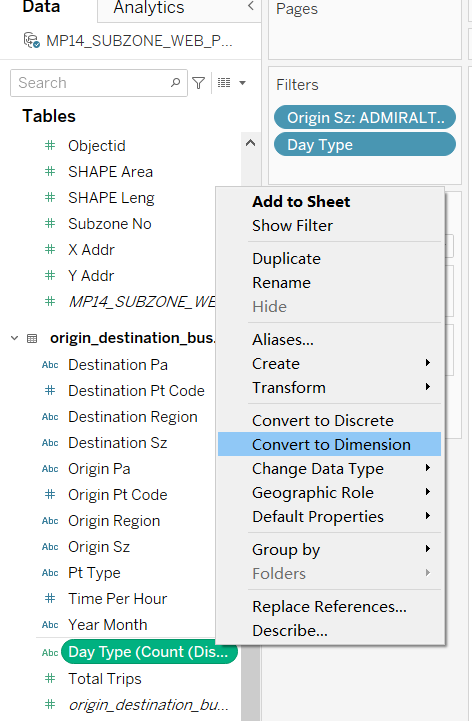 Data
Analytics
Pages
MP14_SUBZONE_WEB_P...
Search
Filters
Tables
Origin Sz: ADMIRALT..
Day Type
Objectid
SHAPE Area
SHAPE Leng
Subzone No
X Addr
Y Addr
MP14_SUBZONE_WE
origin_destination_bus.
Abc Destination Pa
Destination Pt Code
Abc Destination Region
Abc Destination Sz
Abc Origin Pa
Origin Pt Code
Abc Origin Region
Abc Origin Sz
Abc Pt Type
Time Per Hour
Abc Year Month
Abc Day Type (Count (Dis...
Total Trips
origin_destination_bu...
Add to Sheet
Show Filter
Duplicate
Rename
Hide
Aliases...
Create
Transform
Convert to Discrete
Convert to Dimension
Change Data Type
Geographic Role
Default Properties
Group by
Folders
Replace References...
Describe...